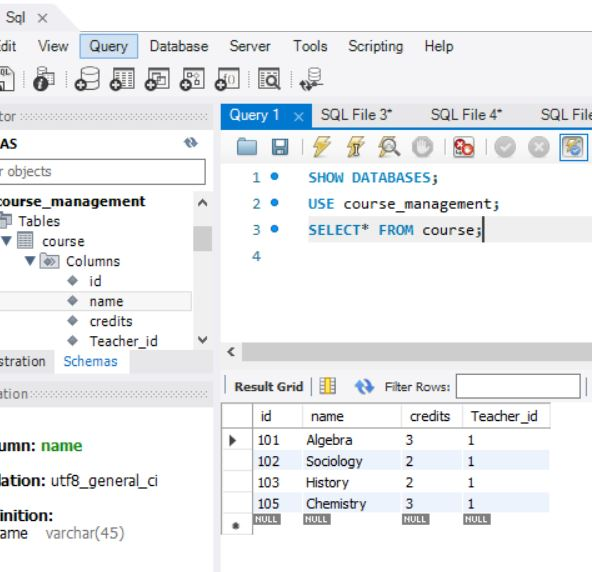 Sql
dit View Query Database Server Tools Scripting Help
Query 1 SQL File 3* SQL File 4* SQL File
tor
AS
r objects
course_management
Tables
course
Columns
id
name
credits
Teacher_id
stration Schemas
ation
umn: name
lation: utf8_general_ci
inition:
ame varchar(45)
1 SHOW DATABASES;
2 USE course_management;
3 SELECT* FROM course;
4
Result Grid Filter Rows:
id name credits Teacher_id
101 Algebra 3 1
102 Sociology 2 1
103 History 2 1
105 Chemistry 3 1
NULL NULL NULL NULL